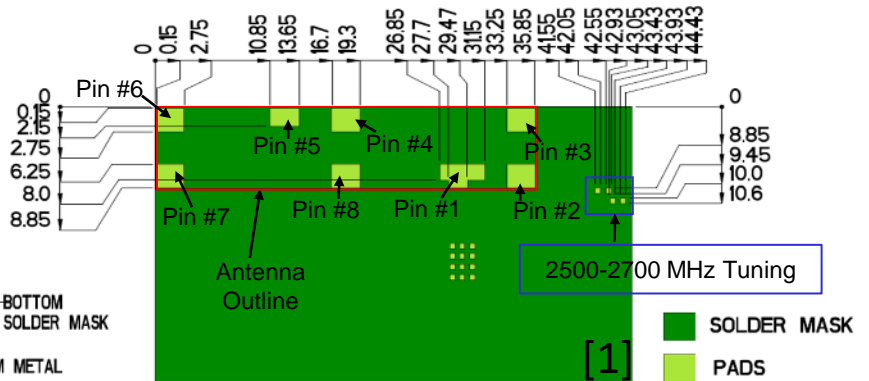 0
0.15
2.75
10.85
13.65
16.7
19.3
26.85
27.7
29.47
31.15
33.25
35.85
41.55
42.05
42.55
42.93
43.05
43.43
43.93
44.43
0
0.15
2.15
2.75
6.25
8.0
8.85
0
8.85
9.45
10.0
10.6
Pin #6
Pin #5
Pin #4
Pin #3
Pin #7
Pin #8
Pin #1
Pin #2
Antenna
Outline
2500-2700 MHz Tuning
BOTTOM
SOLDER MASK
METAL
[1]
SOLDER MASK
PADS